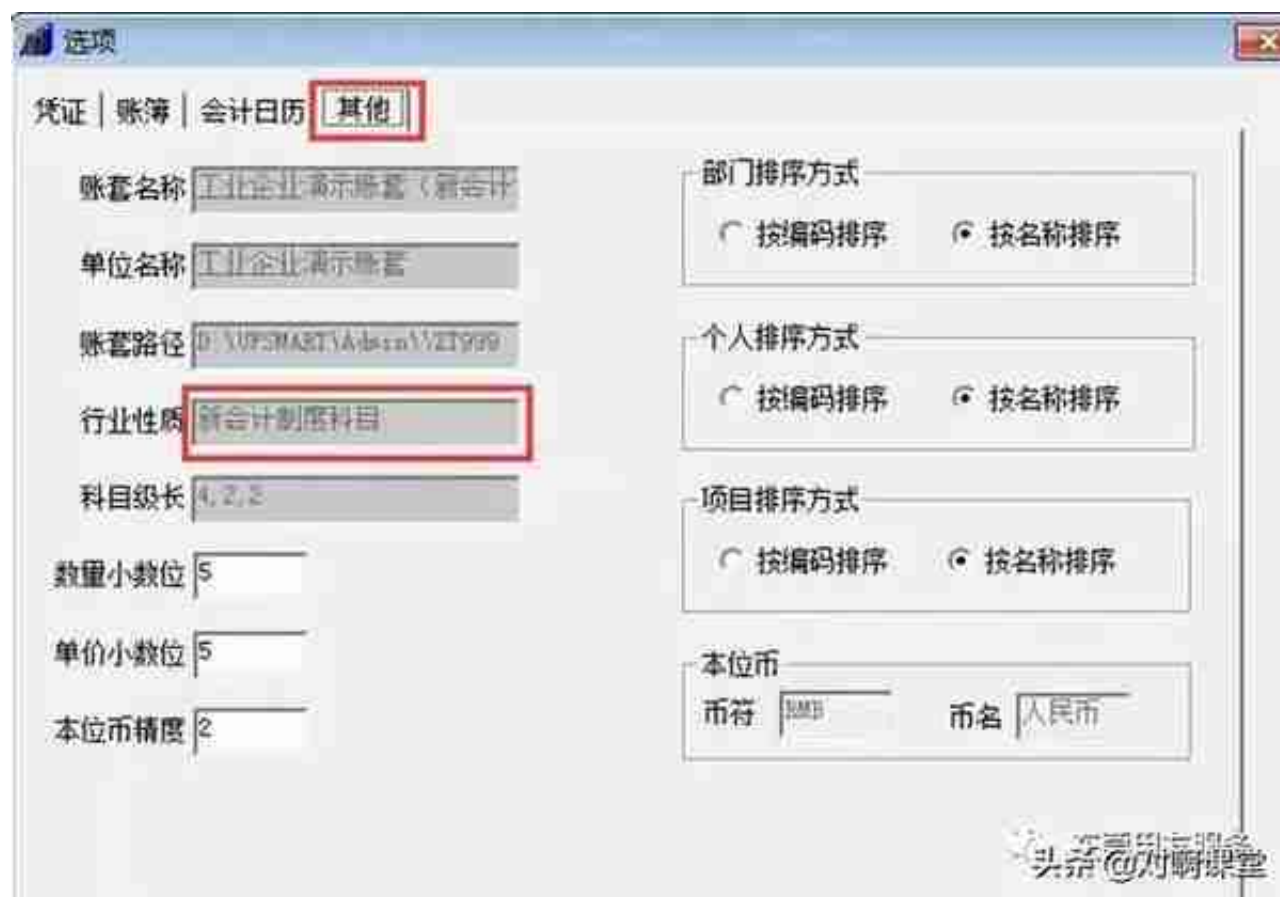 选项
凭证 账簿 会计日历 其他
账套名称 工业企业演示账套（新会计
单位名称 工业企业演示账套
账套路径
行业性质 新会计制度科目
科目级长 4,2,2
数量小数位 5
单价小数位 5
本位币精度 2
部门排序方式
按编码排序 按名称排序
个人排序方式
按编码排序 按名称排序
项目排序方式
按编码排序 按名称排序
本位币
币符 RMB 币名 人民币
头条 @对啊课堂